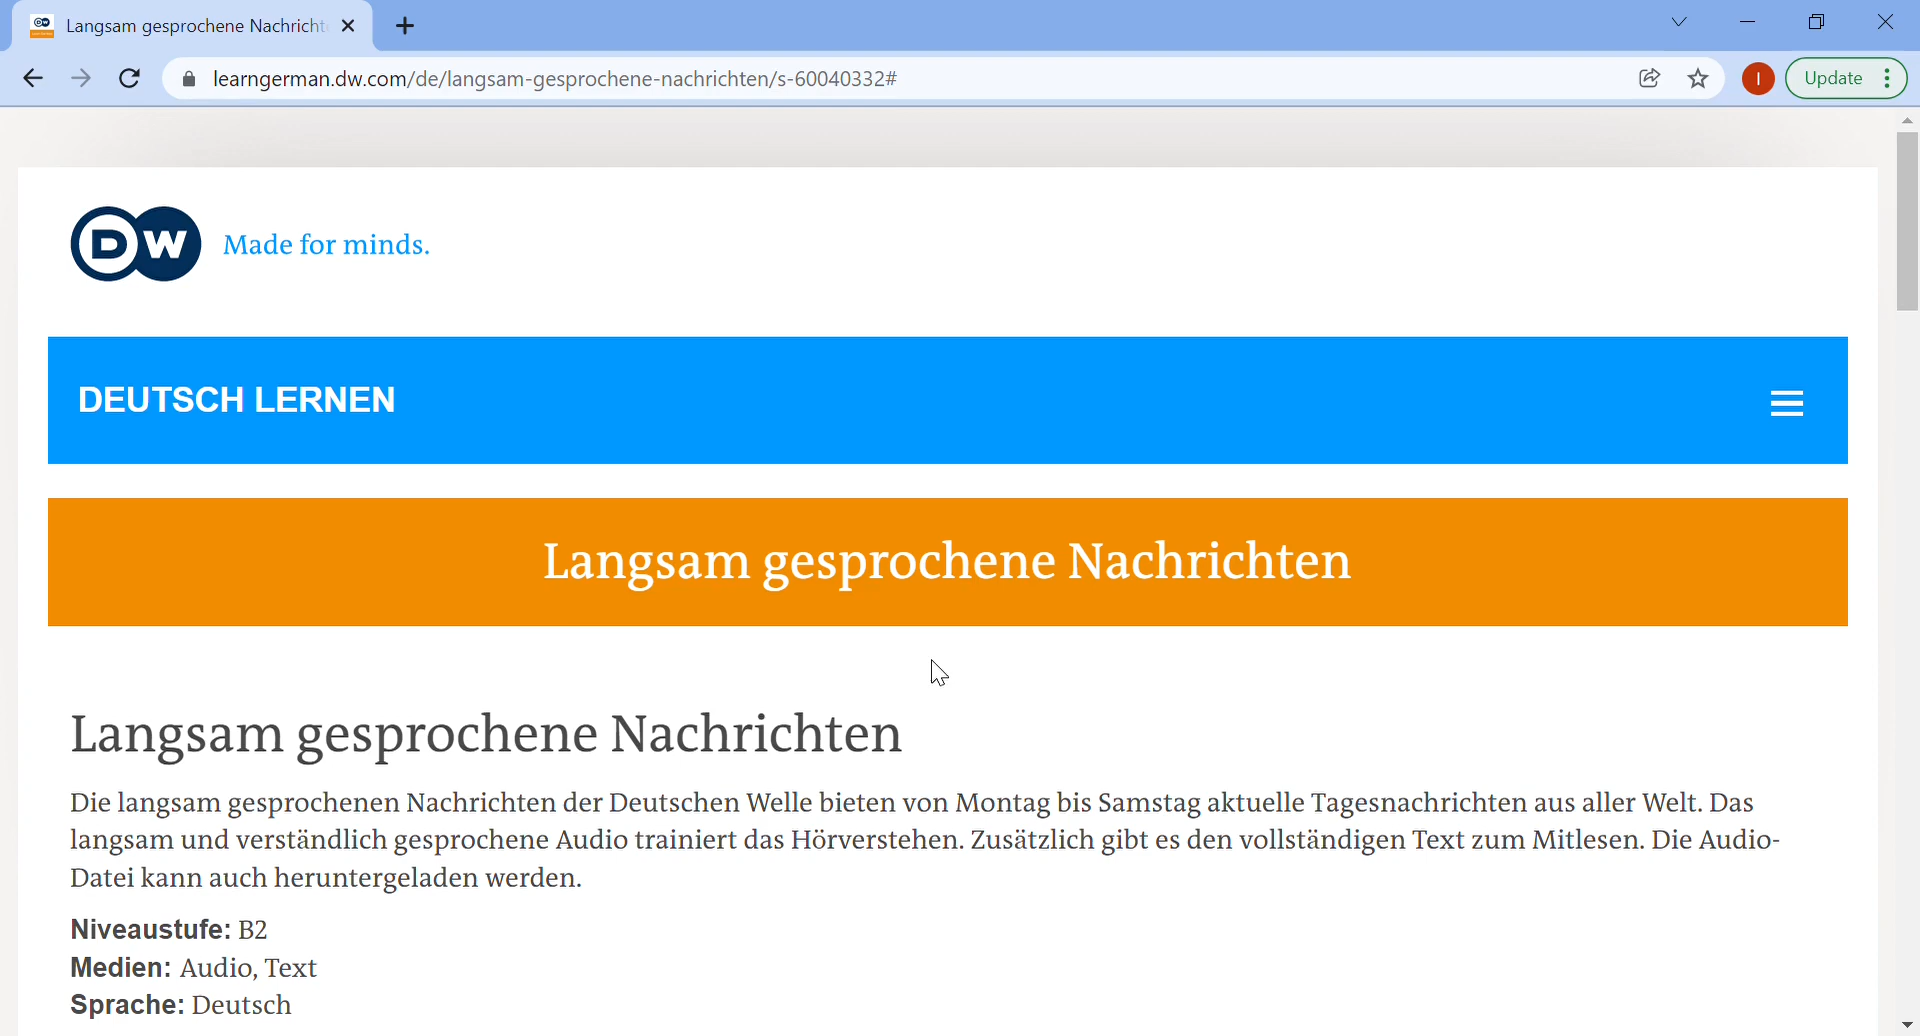 Langsam gesprochene Nachricht
learngerman.dw.com/de/langsam-gesprochene-nachrichten/s-60040332#
I
Update
DW
Made for minds.
DEUTSCH LERNEN
Langsam gesprochene Nachrichten
Langsam gesprochene Nachrichten
Die langsam gesprochenen Nachrichten der Deutschen Welle bieten von Montag bis Samstag aktuelle Tagesnachrichten aus aller Welt. Das
langsam und verständlich gesprochene Audio trainiert das Hörverstehen. Zusätzlich gibt es den vollständigen Text zum Mitlesen. Die Audio-
Datei kann auch heruntergeladen werden.
Niveaustufe: B2
Medien: Audio, Text
Sprache: Deutsch